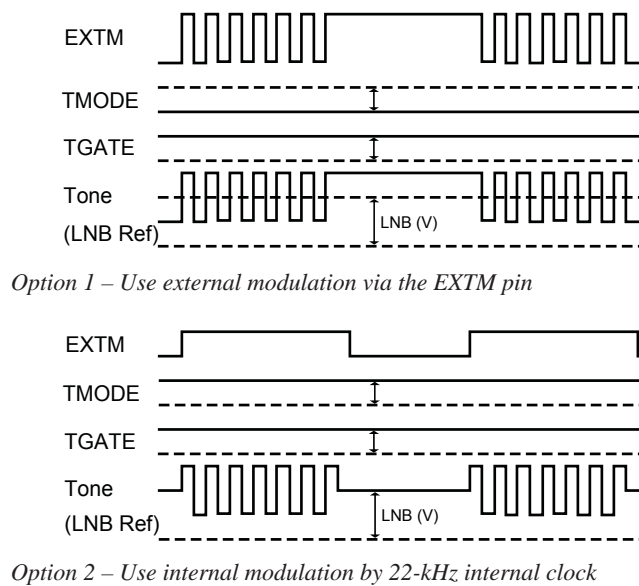 EXTM
TMODE
TGATE
Tone
(LNB Ref)
LNB (V)
Option 1 – Use external modulation via the EXTM pin
EXTM
TMODE
TGATE
Tone
(LNB Ref)
LNB (V)
Option 2 – Use internal modulation by 22-kHz internal clock